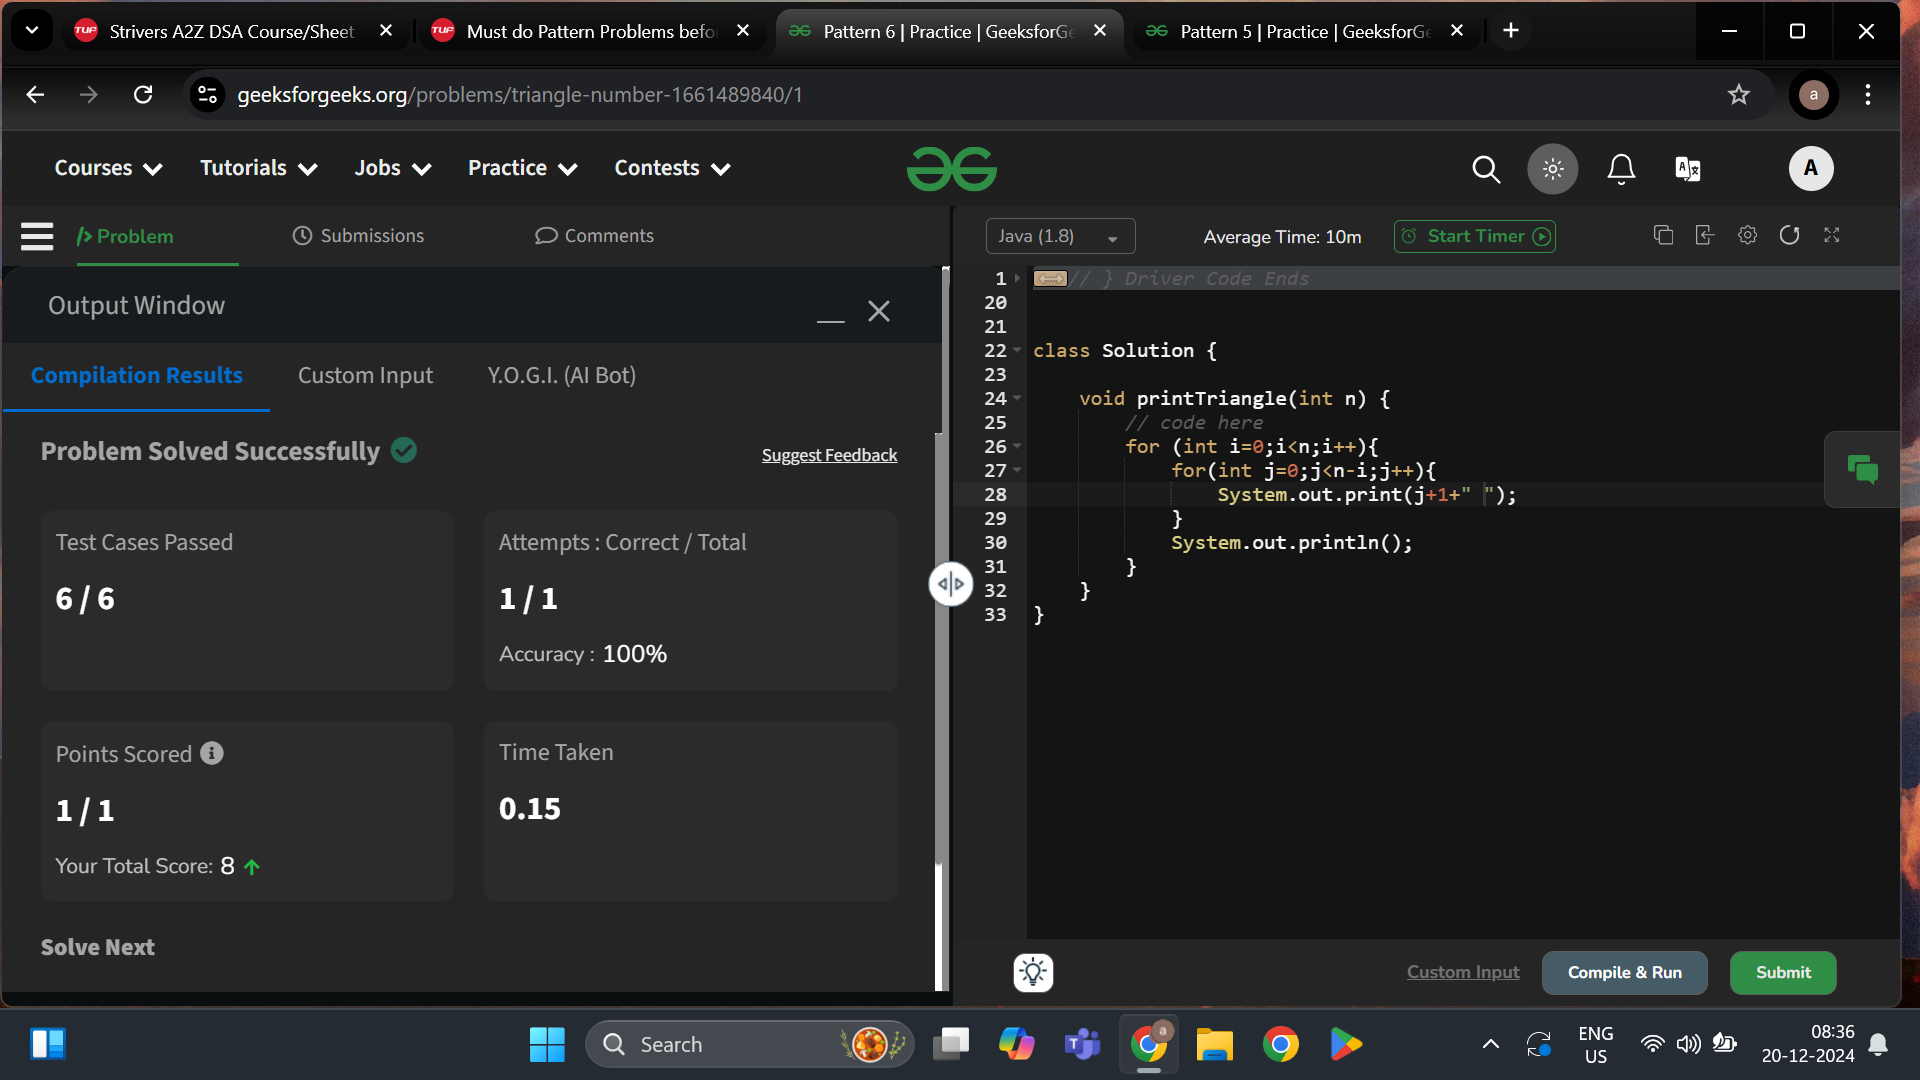 Strivers A2Z DSA Course/Sheet
Must do Pattern Problems befo
Pattern 6 | Practice | GeeksforGe
Pattern 5 | Practice | GeeksforGe
geeksforgeeks.org/problems/triangle-number-1661489840/1
a
Courses
Tutorials
Jobs
Practice
Contests
A
Problem
Submissions
Comments
Java (1.8)
Average Time: 10m
Start Timer
Output Window
Compilation Results
Custom Input
Y.O.G.I. (AI Bot)
Problem Solved Successfully
Suggest Feedback
Test Cases Passed
6 / 6
Attempts : Correct / Total
1 / 1
Accuracy : 100%
Points Scored
1 / 1
Your Total Score: 8
Time Taken
0.15
Solve Next
1 // } Driver Code Ends
20
21
22 class Solution {
23
24 void printTriangle(int n) {
25 // code here
26 for (int i=0;i<n;i++){
27 for(int j=0;j<n-i;j++){
28 System.out.print(j+1+" ");
29 }
30 System.out.println();
31 }
32 }
33 }
Custom Input
Compile & Run
Submit
Search
a
ENG
US
08:36
20-12-2024